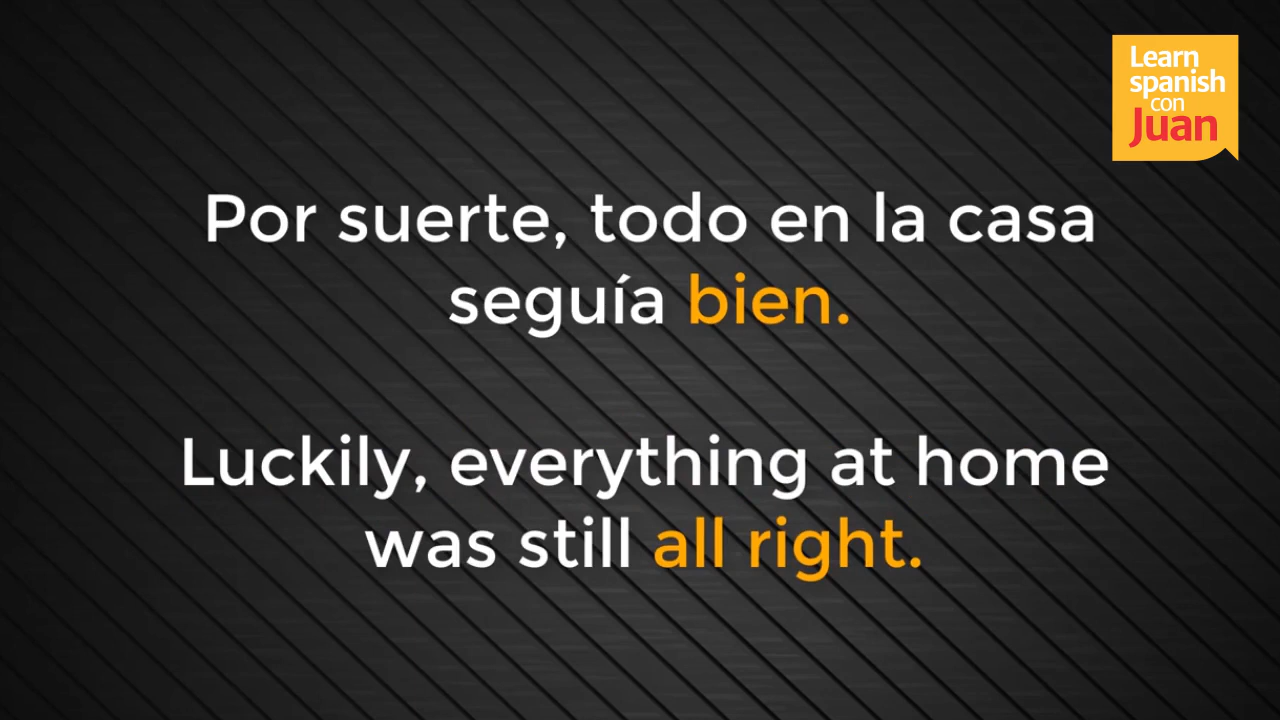 Learn
spanish
con
Juan
Por suerte, todo en la casa
seguía bien.
Luckily, everything at home
was still all right.